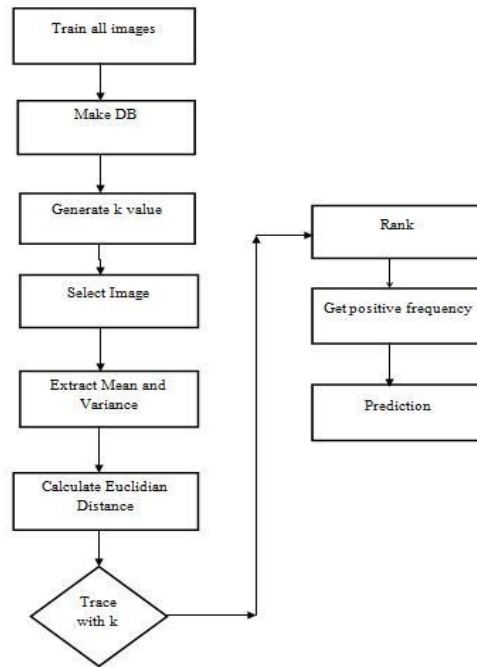 Train all images
Make DB
Generate k value
Select Image
Extract Mean and
Variance
Calculate Euclidian
Distance
Trace
with k
Rank
Get positive frequency
Prediction